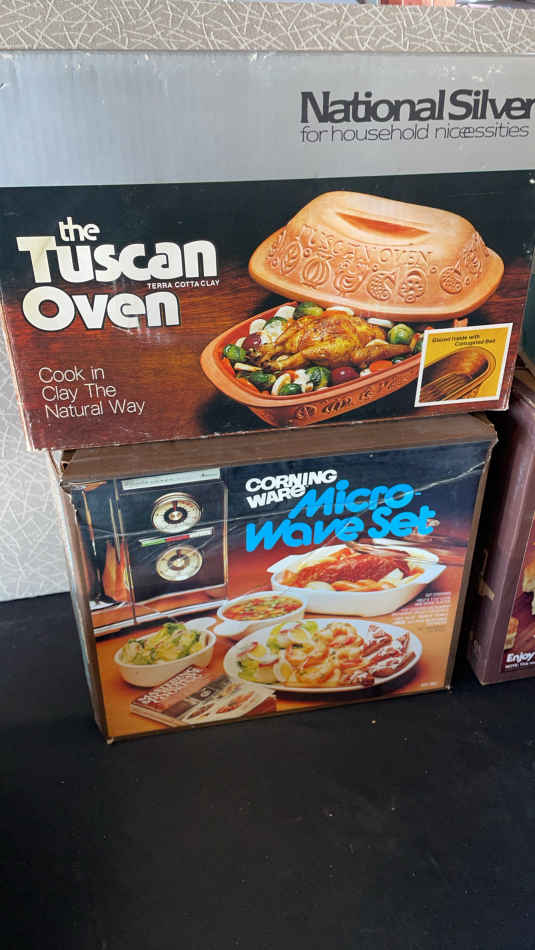 National Silver
for household nicessities
the
Tuscan
TERRA COTTA CLAY
Oven
TUSCAN OVEN
Glazed Inside with
Corrugated Bed
Cook in
Clay The
Natural Way
CORNING
WARE
Micro-
Wave Set
Enjoy